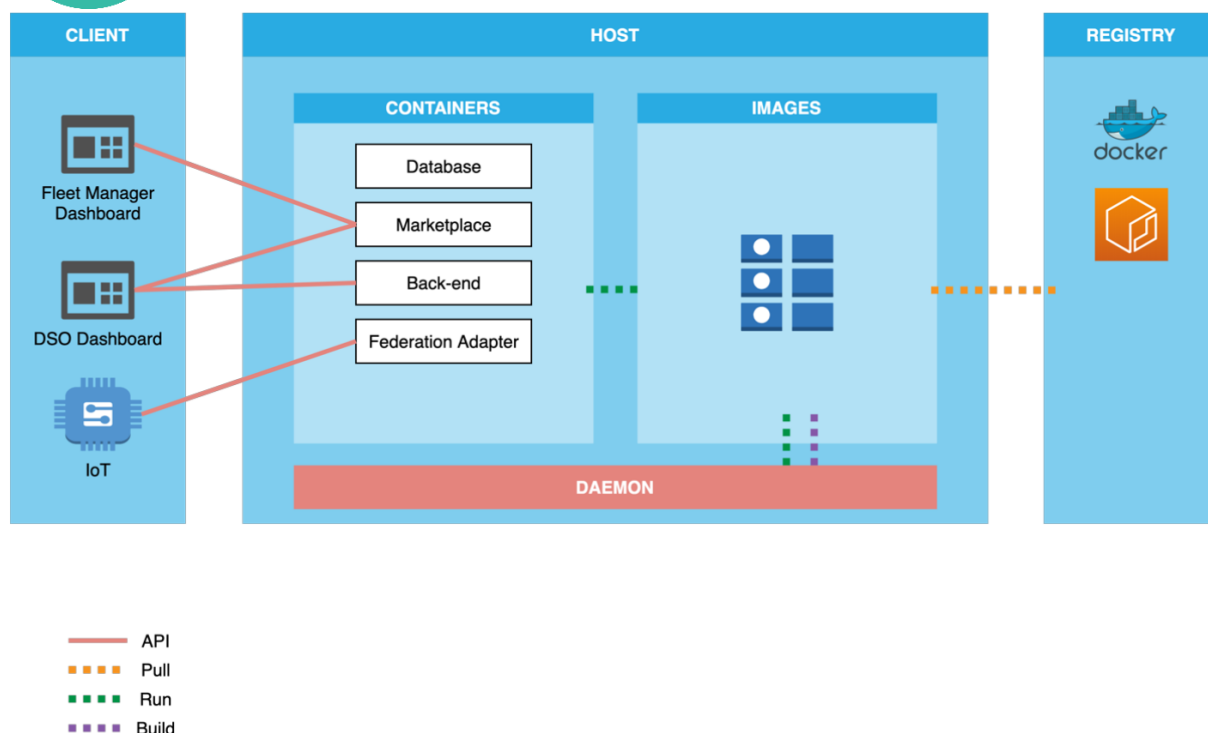 CLIENT
HOST
REGISTRY
CONTAINERS
IMAGES
Database
Marketplace
Back-end
Federation Adapter
Fleet Manager
Dashboard
DSO Dashboard
IoT
docker
DAEMON
API
Pull
Run
Build